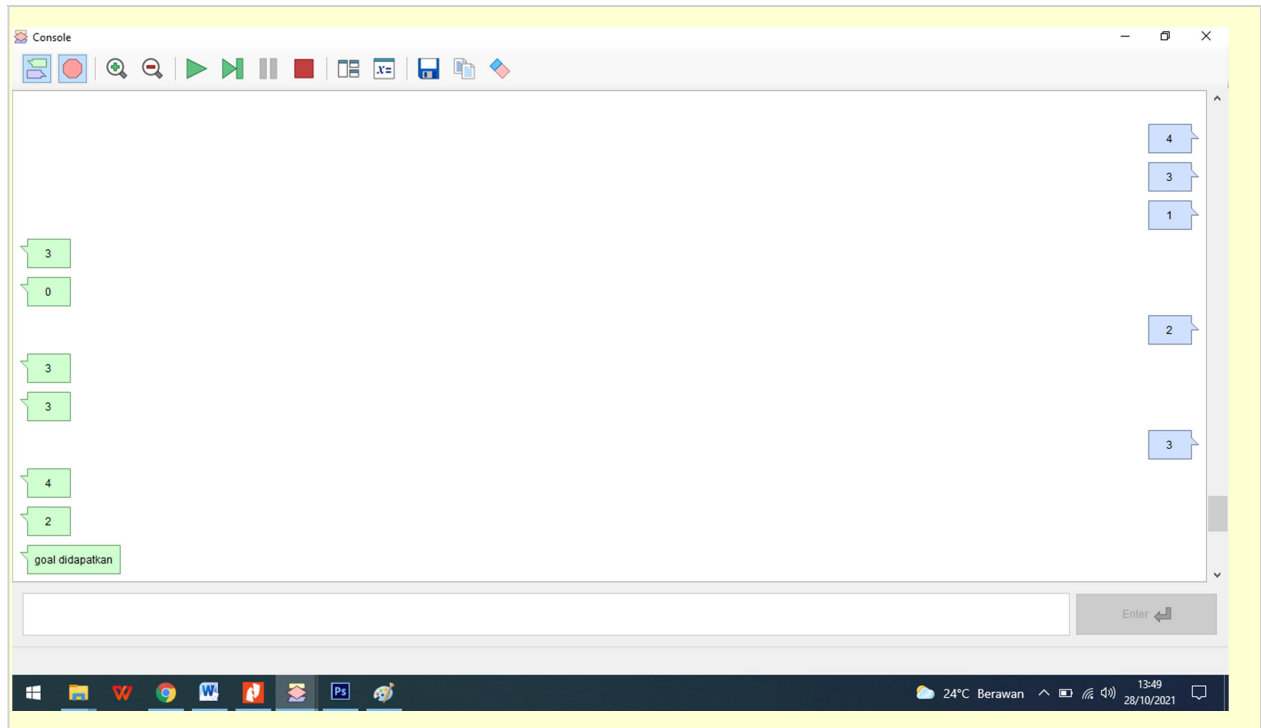 Console
x=
4
3
1
3
0
2
3
3
3
4
2
goal didapatkan
Enter
W
W
Ps
24°C Berawan
13:49
28/10/2021